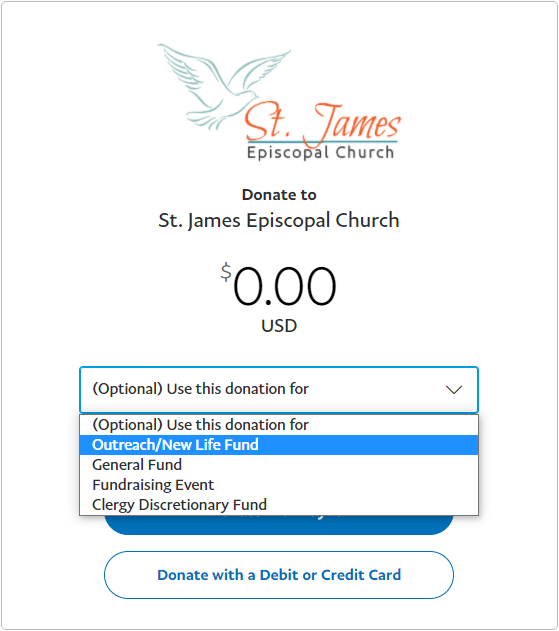 St. James
Episcopal Church
Donate to
St. James Episcopal Church
$0.00
USD
(Optional) Use this donation for
(Optional) Use this donation for
Outreach/New Life Fund
General Fund
Fundraising Event
Clergy Discretionary Fund
Donate with a Debit or Credit Card